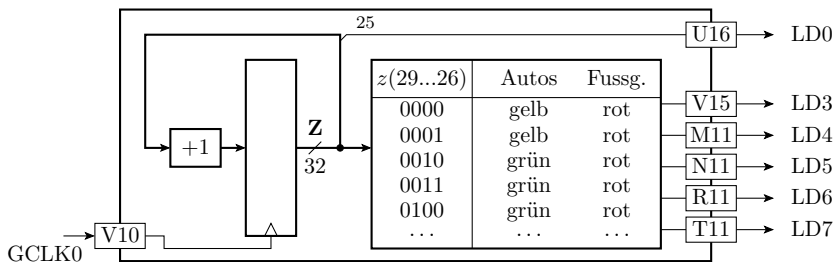 25
U16 LD0
z(29...26) Autos Fussg.
0000 gelb rot
V15 LD3
0001 gelb rot
M11 LD4
Z
+1
32
0010 grün rot
N11 LD5
0011 grün rot
R11 LD6
0100 grün rot
... ... ...
T11 LD7
V10
GCLK0